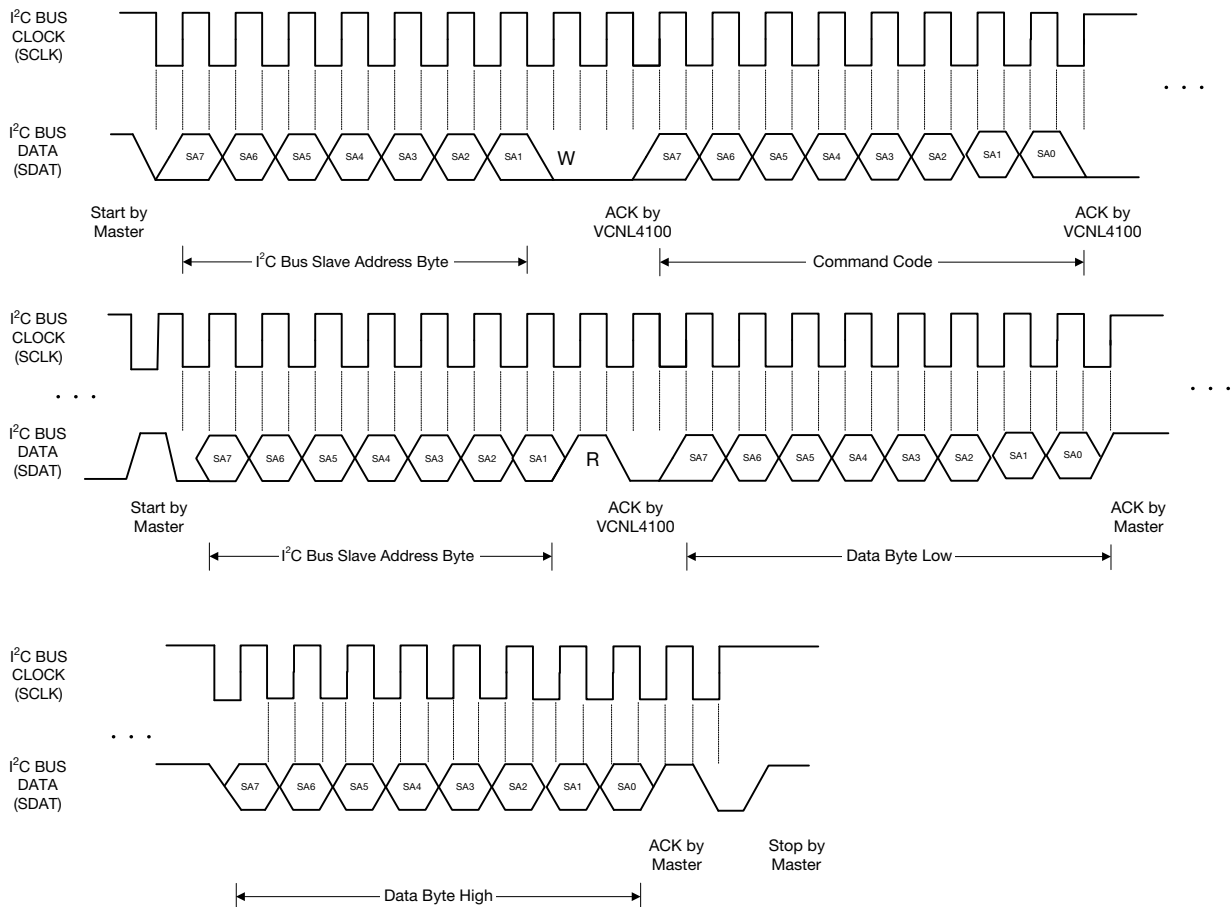 I²C BUS
CLOCK
(SCLK)
. . .
I²C BUS
DATA
(SDAT)
SA7 SA6 SA5 SA4 SA3 SA2 SA1 W SA7 SA6 SA5 SA4 SA3 SA2 SA1 SA0
Start by
Master
ACK by
VCNL4100
ACK by
VCNL4100
I²C Bus Slave Address Byte
Command Code
I²C BUS
CLOCK
(SCLK)
. . .
. . .
I²C BUS
DATA
(SDAT)
SA7 SA6 SA5 SA4 SA3 SA2 SA1 R SA7 SA6 SA5 SA4 SA3 SA2 SA1 SA0
Start by
Master
ACK by
VCNL4100
ACK by
Master
I²C Bus Slave Address Byte
Data Byte Low
I²C BUS
CLOCK
(SCLK)
. . .
I²C BUS
DATA
(SDAT)
SA7 SA6 SA5 SA4 SA3 SA2 SA1 SA0
ACK by
Master
Stop by
Master
Data Byte High